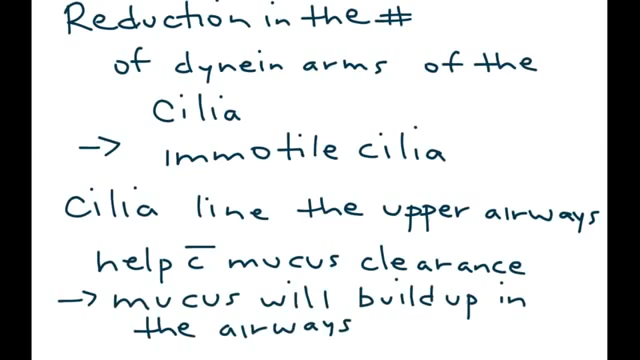 Reduction in the #
of dynein arms of the
Cilia
→ immotile cilia
Cilia line the upper airways
help c̅ mucus clearance
→ mucus will build up in
the airways